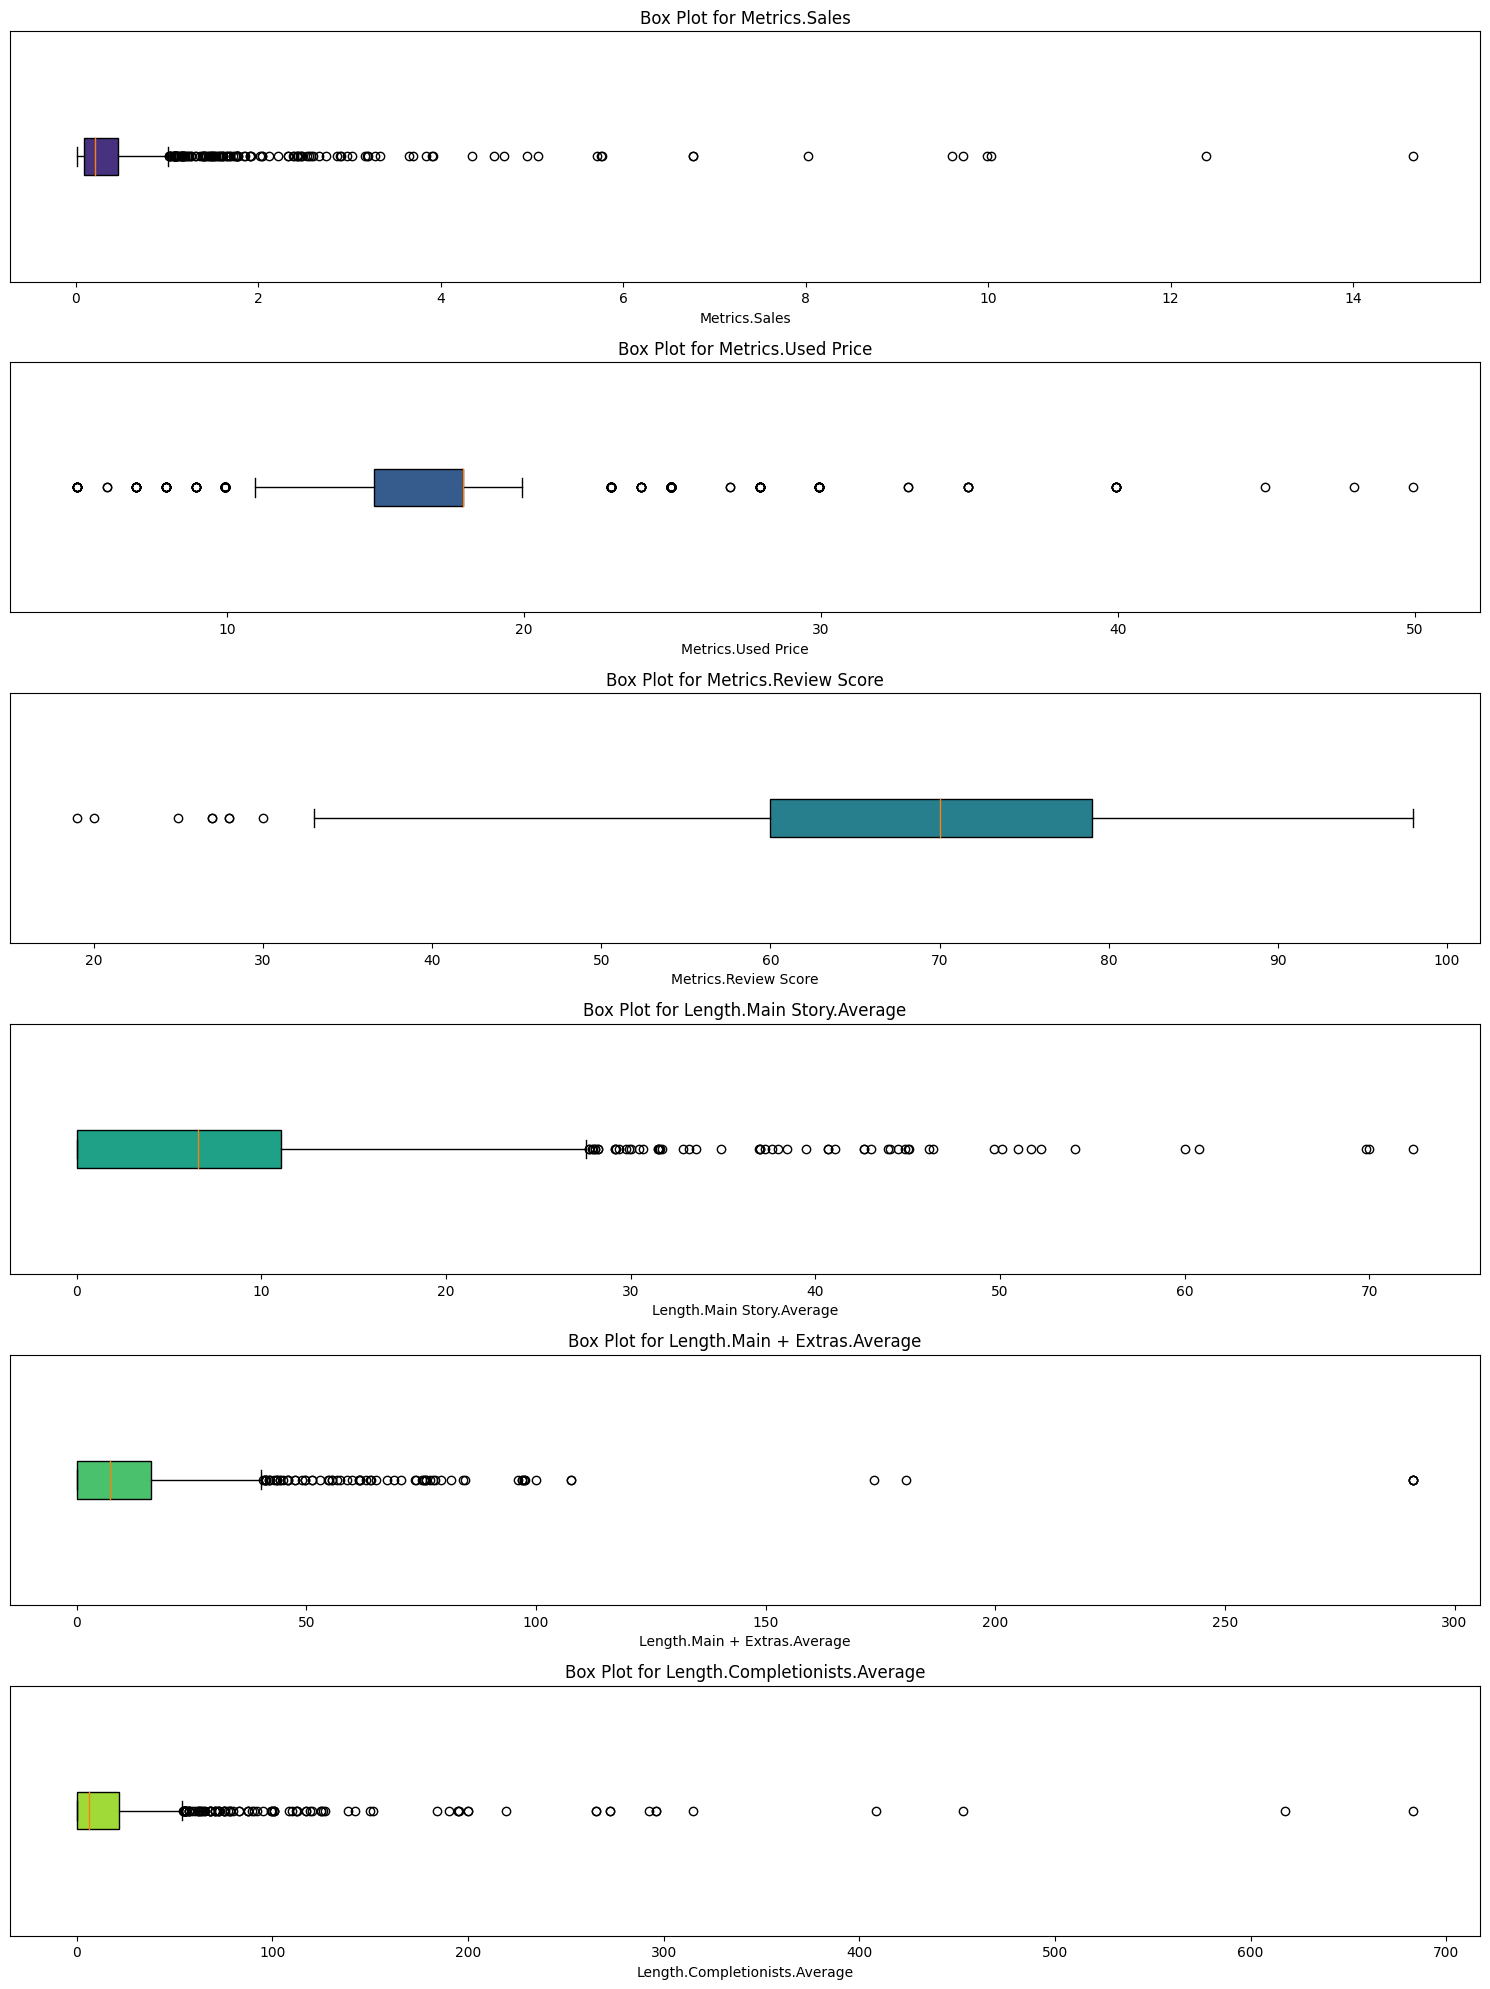 Box Plot for Metrics.Sales
0 2 4 6 8 10 12 14
Metrics.Sales
Box Plot for Metrics.Used Price
10 20 30 40 50
Metrics.Used Price
Box Plot for Metrics.Review Score
20 30 40 50 60 70 80 90 100
Metrics.Review Score
Box Plot for Length.Main Story.Average
0 10 20 30 40 50 60 70
Length.Main Story.Average
Box Plot for Length.Main + Extras.Average
0 50 100 150 200 250 300
Length.Main + Extras.Average
Box Plot for Length.Completionists.Average
0 100 200 300 400 500 600 700
Length.Completionists.Average